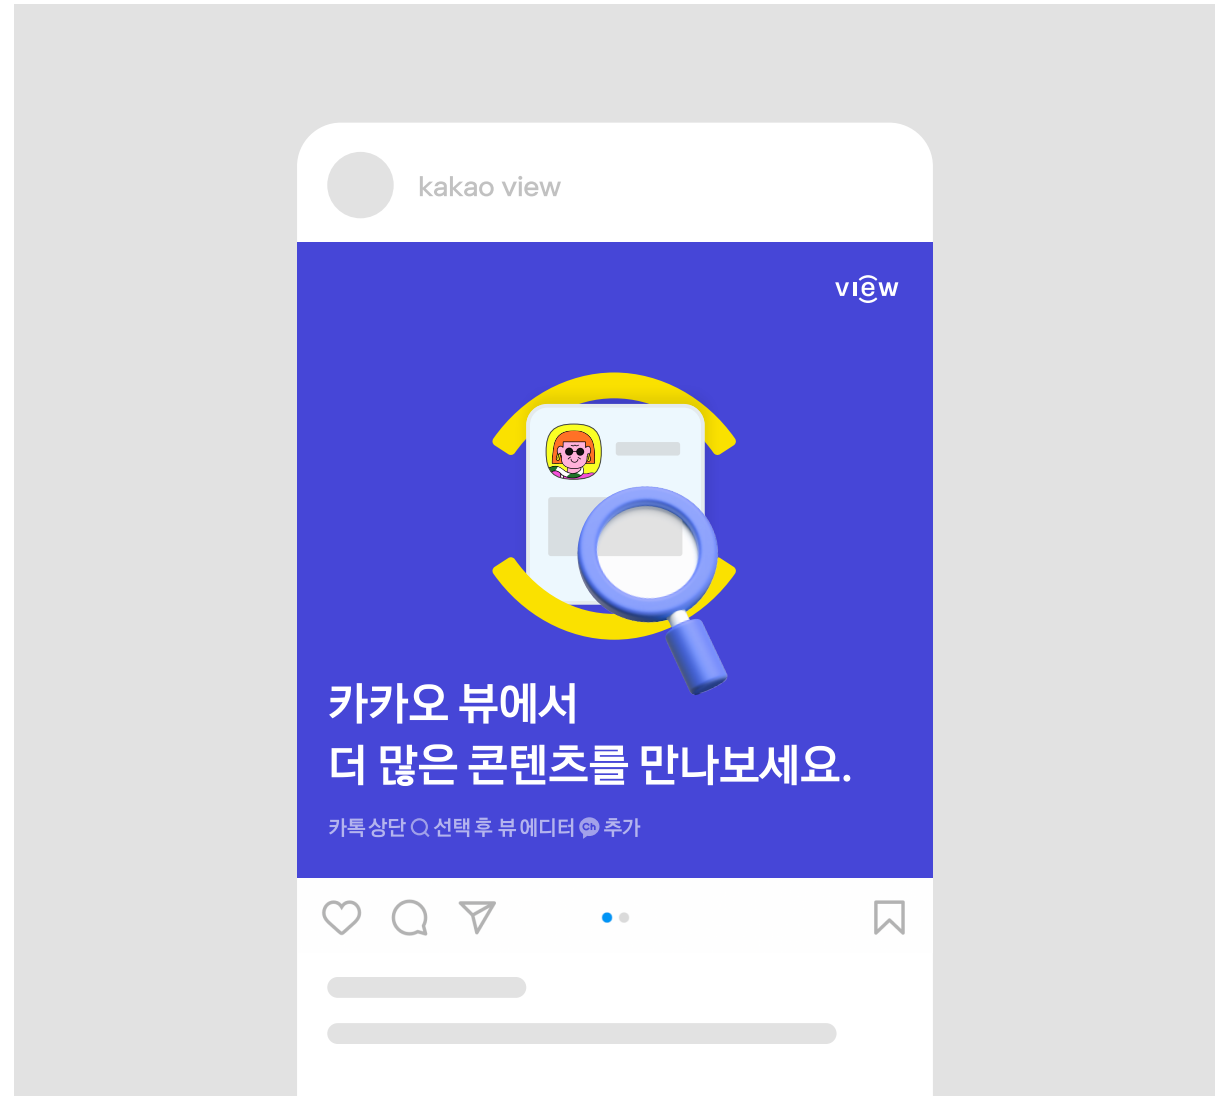 kakao view
view
카카오 뷰에서
더 많은 콘텐츠를 만나보세요.
카톡 상단 선택 후 뷰 에디터 Ch 추가